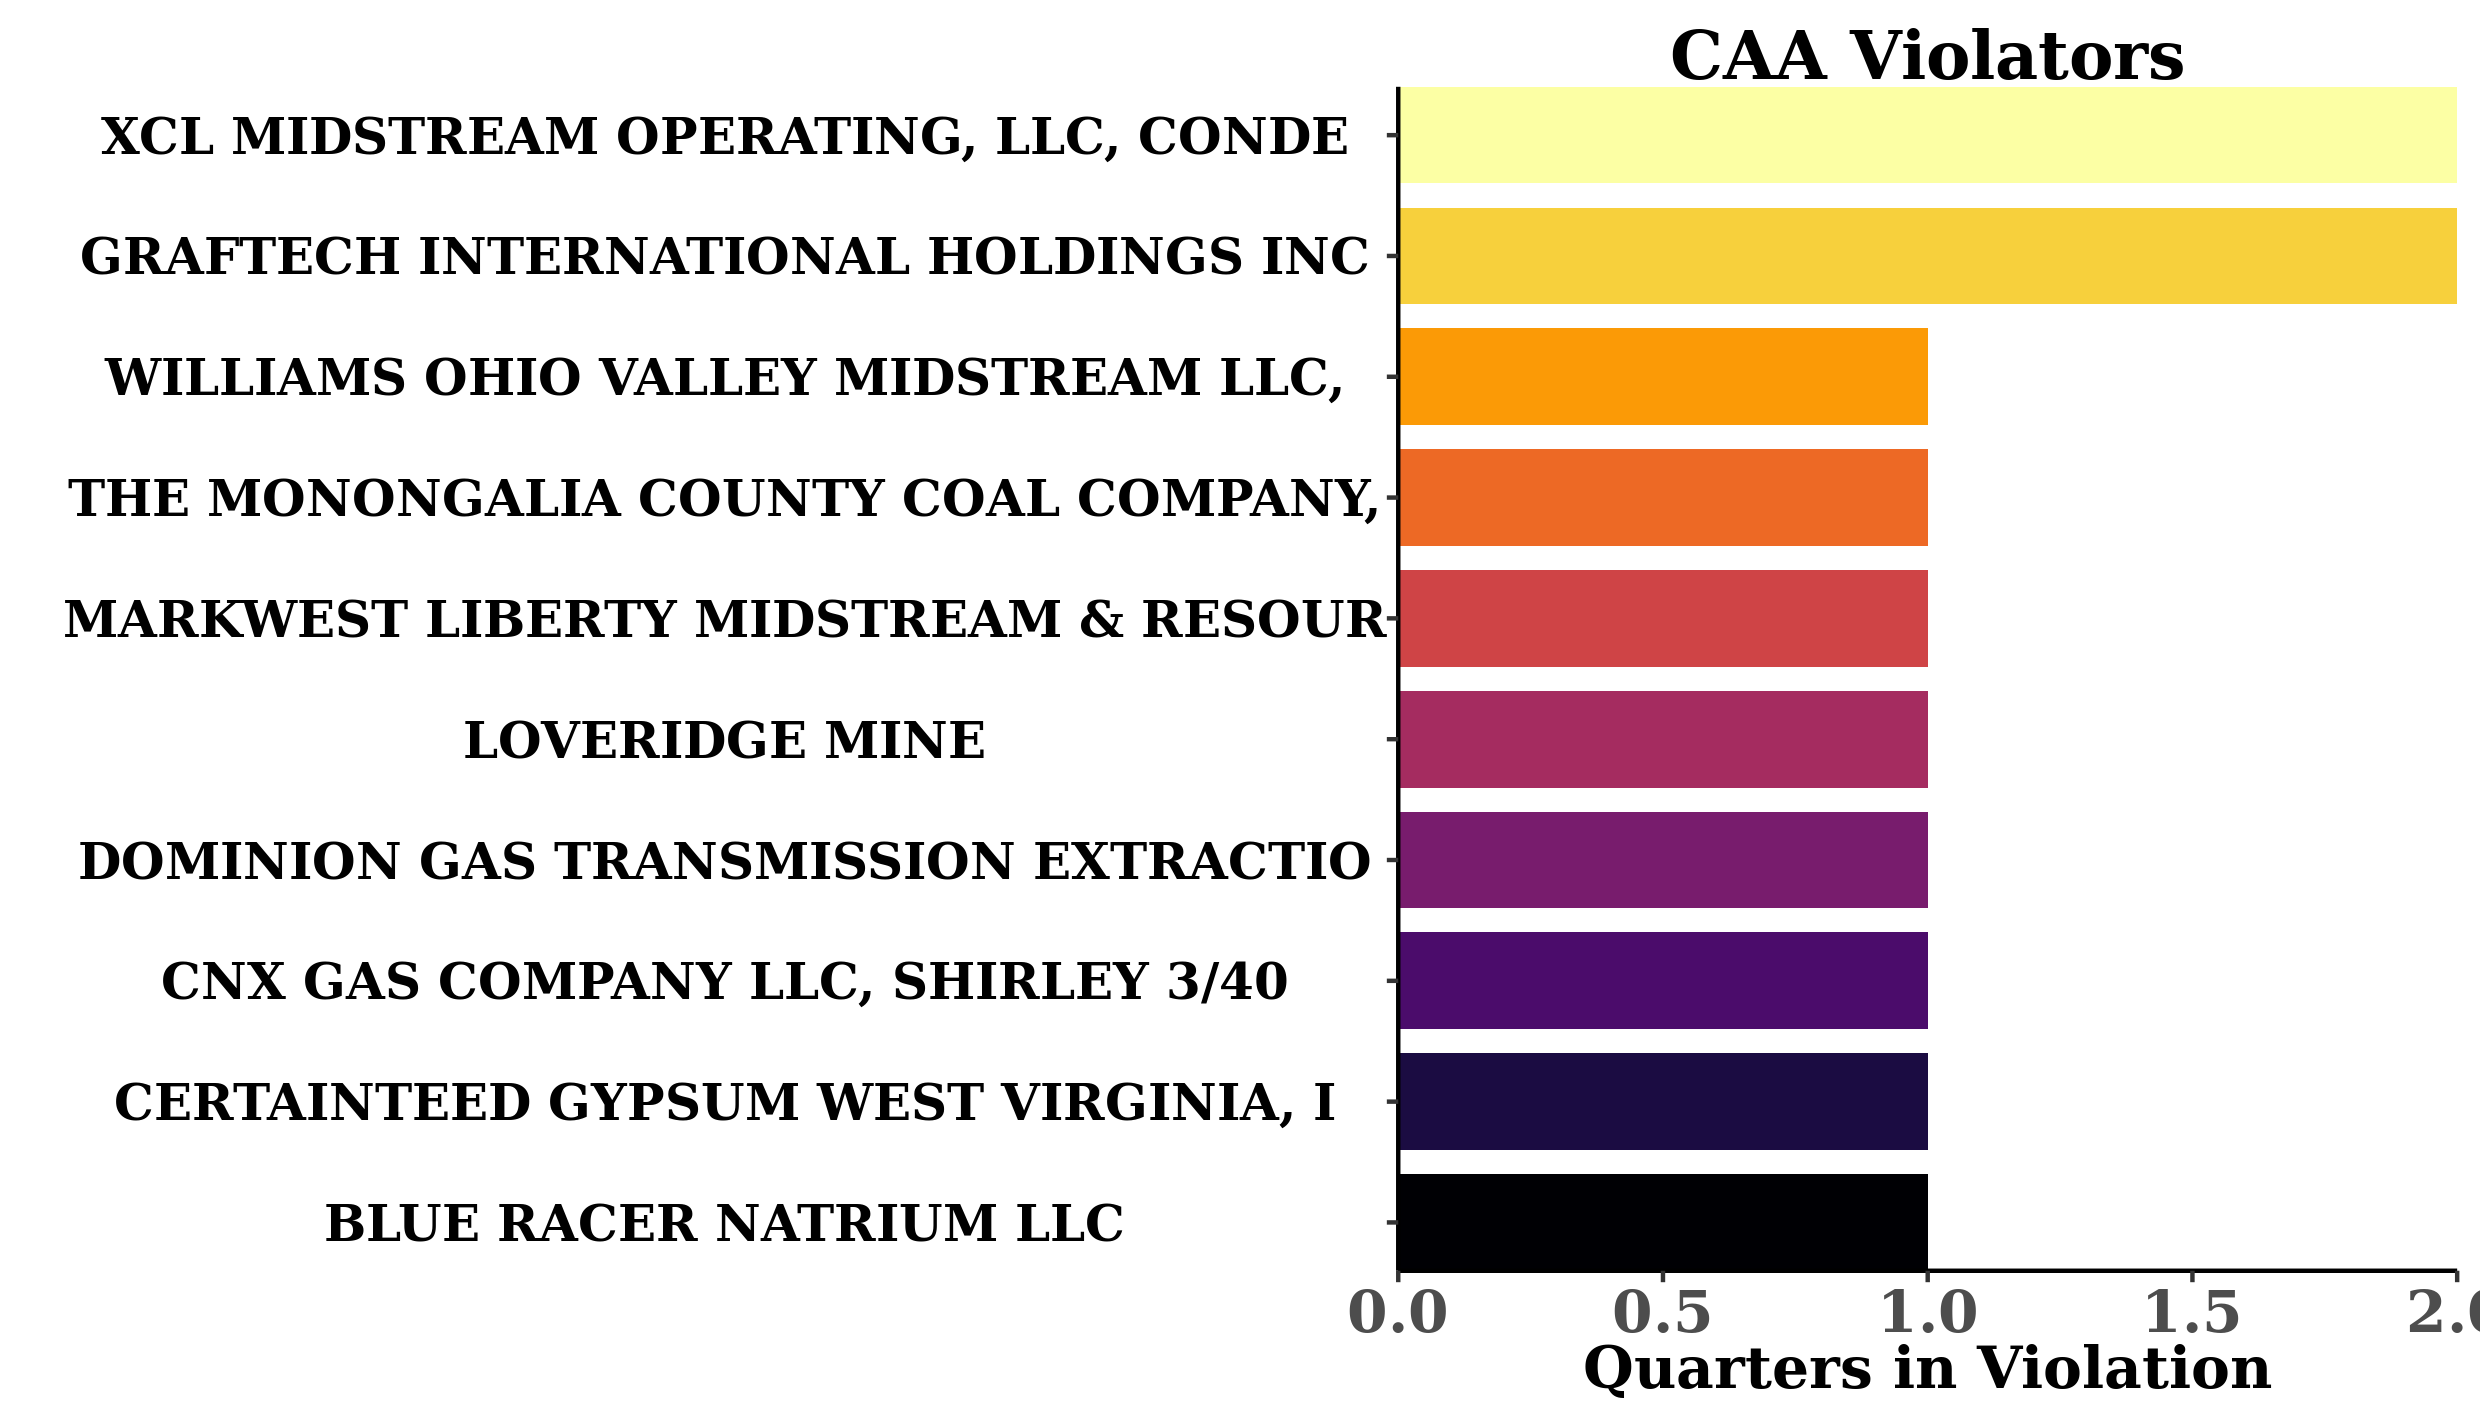 CAA Violators
XCL MIDSTREAM OPERATING, LLC, CONDE
GRAFTECH INTERNATIONAL HOLDINGS INC
WILLIAMS OHIO VALLEY MIDSTREAM LLC,
THE MONONGALIA COUNTY COAL COMPANY,
MARKWEST LIBERTY MIDSTREAM & RESOUR
LOVERIDGE MINE
DOMINION GAS TRANSMISSION EXTRACTIO
CNX GAS COMPANY LLC, SHIRLEY 3/40
CERTAINTEED GYPSUM WEST VIRGINIA, I
BLUE RACER NATRIUM LLC
0.0 0.5 1.0 1.5 2.0
Quarters in Violation